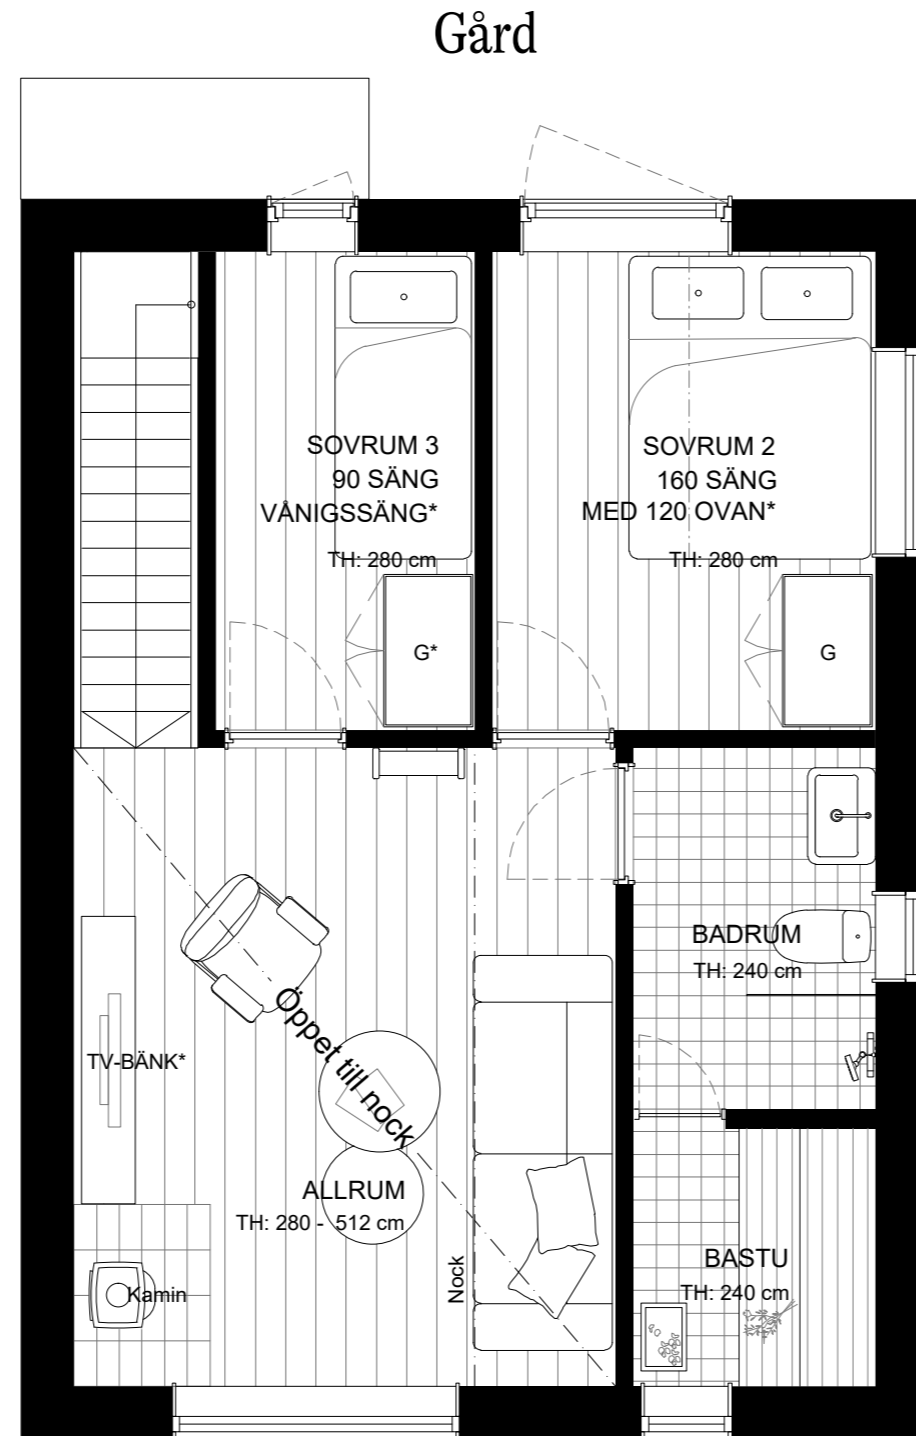 Gård
SOVRUM 3
90 SÄNG
VÅNIGSSÄNG*
TH: 280 cm
SOVRUM 2
160 SÄNG
MED 120 OVAN*
TH: 280 cm
G*
G
BADRUM
TH: 240 cm
Öppet till nock
TV-BÄNK*
ALLRUM
TH: 280 - 512 cm
Nock
Kamin
BASTU
TH: 240 cm